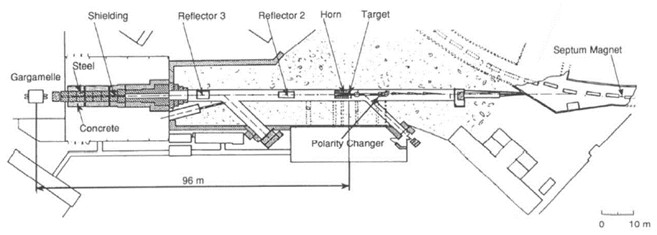 Shielding
Reflector 3
Reflector 2
Horn
Target
Septum Magnet
Steel
Gargamelle
Concrete
Polarity Changer
96 m
0 10 m